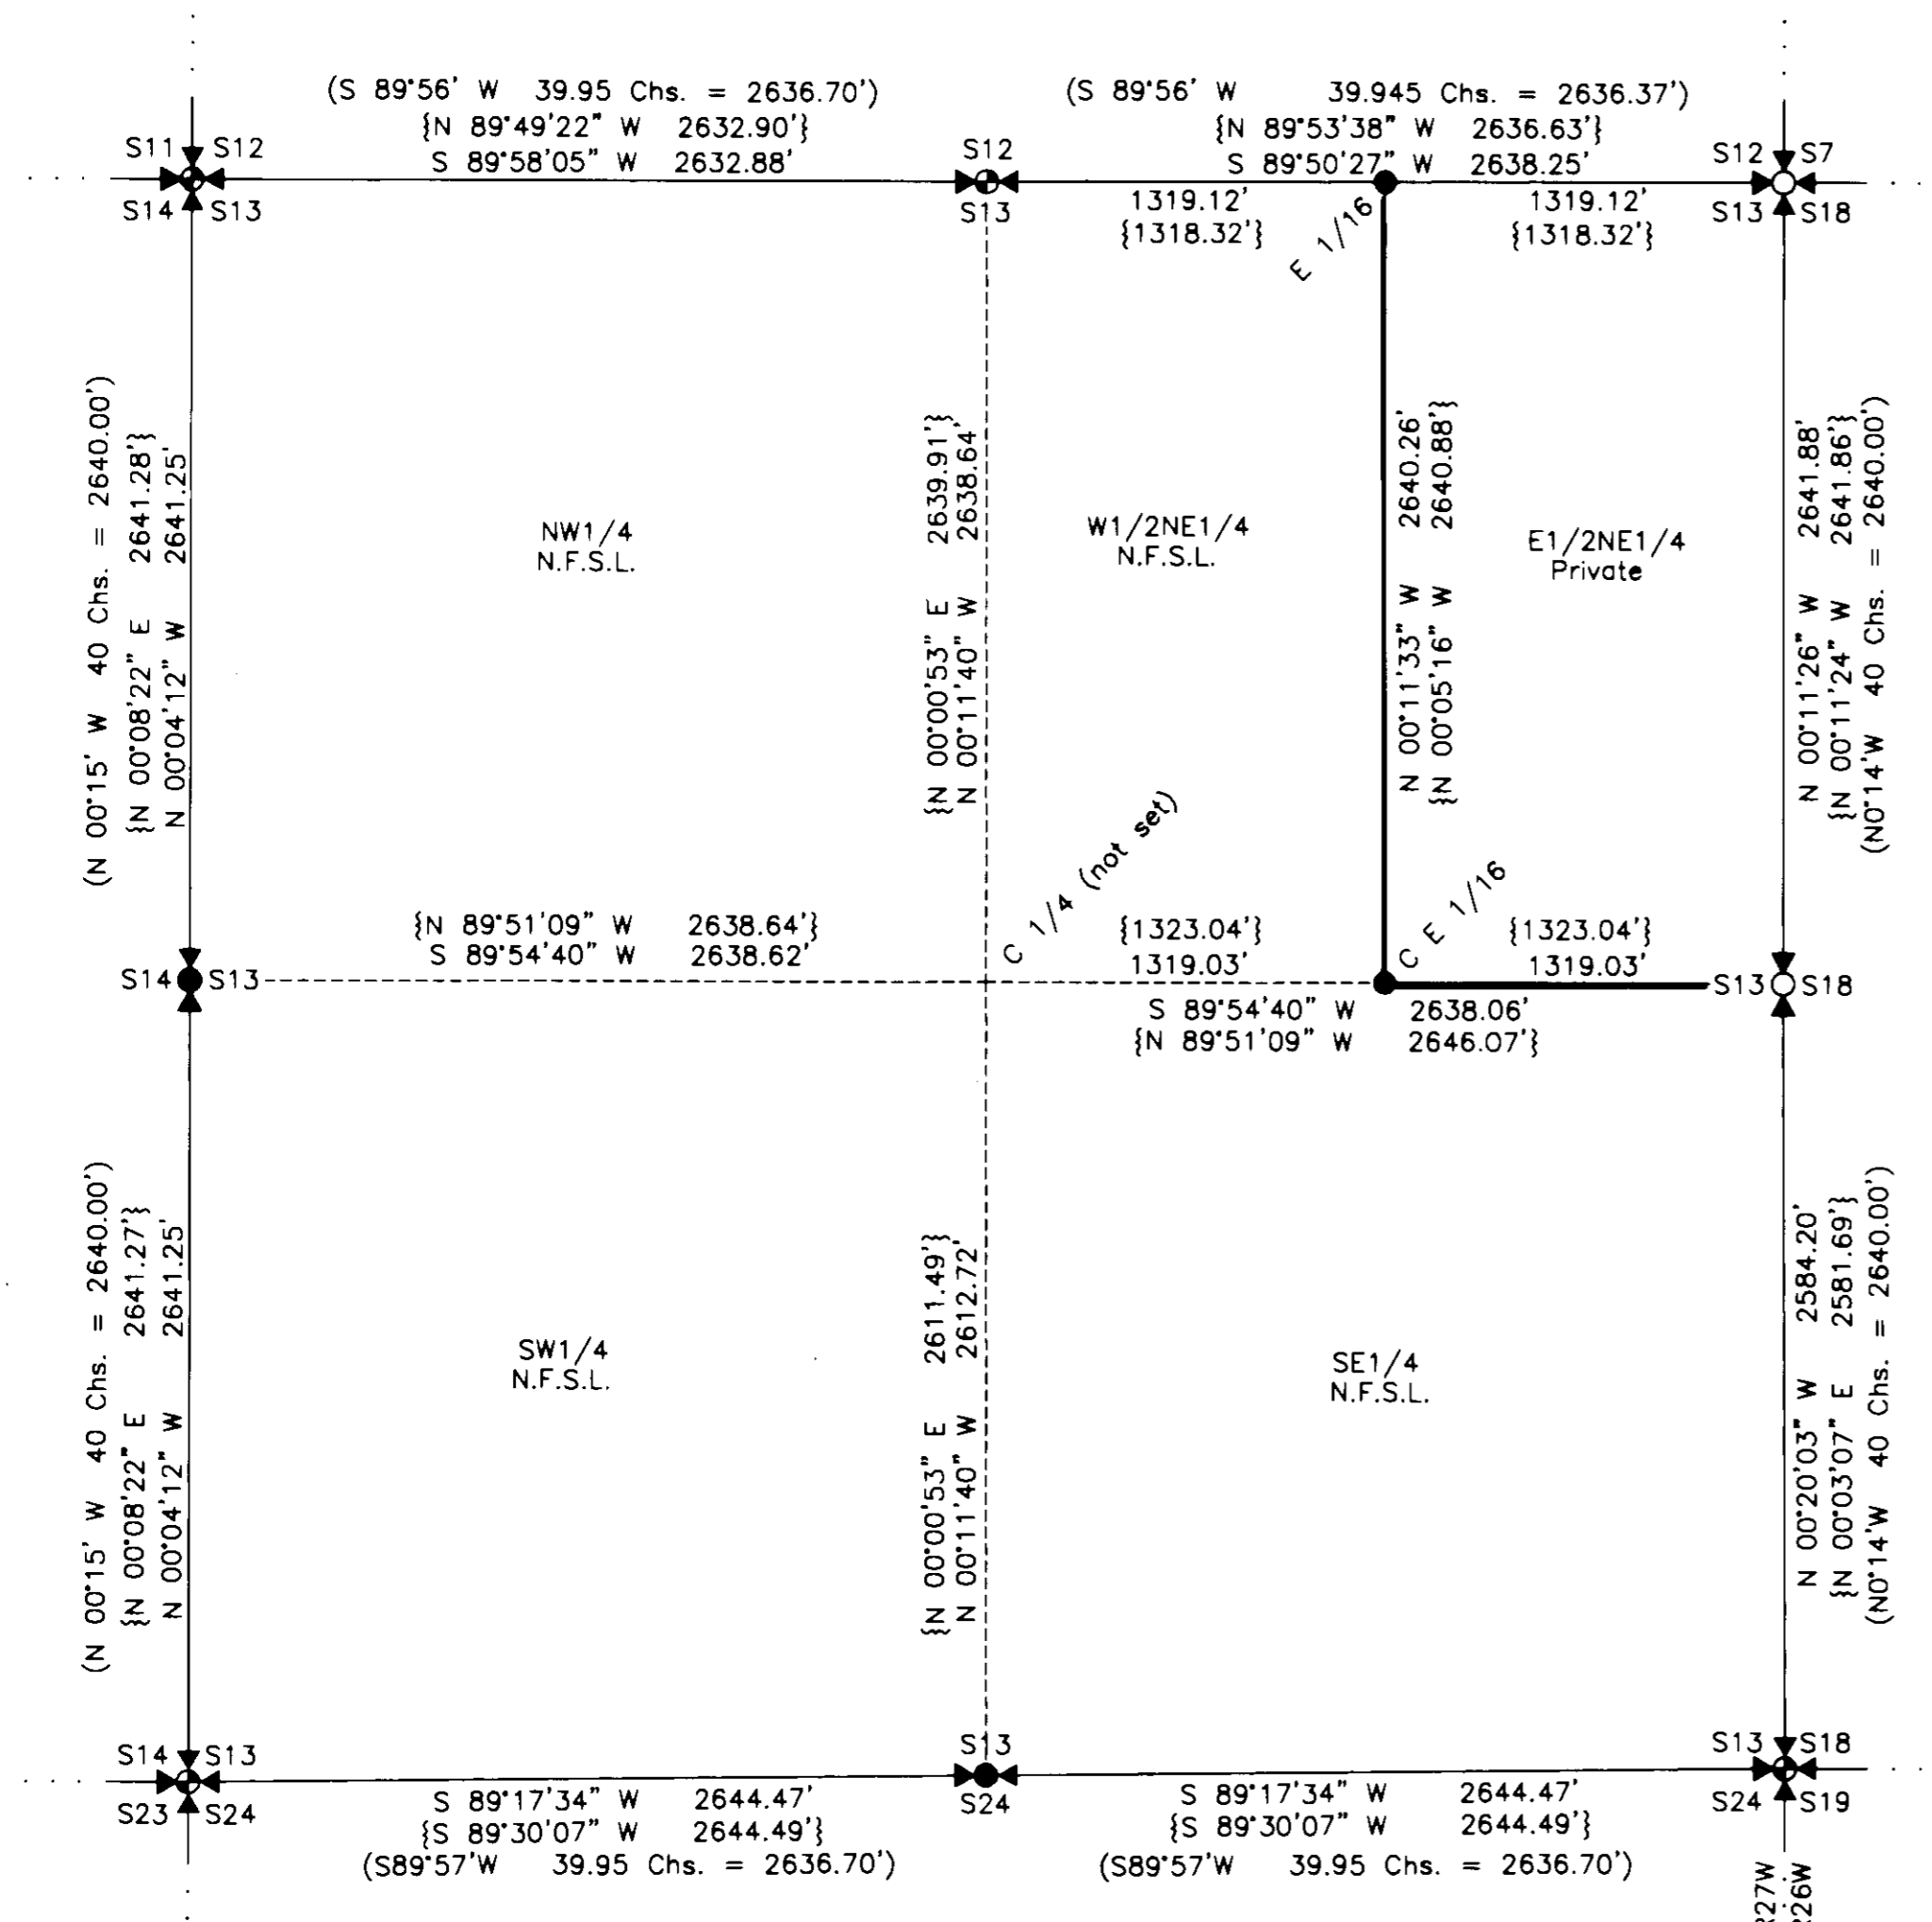 (S 89°56' W 39.95 Chs. = 2636.70')
{N 89°49'22" W 2632.90'}
S 89°58'05" W 2632.88'
(S 89°56' W 39.945 Chs. = 2636.37')
{N 89°53'38" W 2636.63'}
S 89°50'27" W 2638.25'
S11 S12
S14 S13
S12
S13
S12 S7
S13 S18
1319.12'
{1318.32'}
E 1/16
1319.12'
{1318.32'}
(N 00°15' W 40 Chs. = 2640.00')
{N 00°08'22" E 2641.28'}
N 00°04'12" W 2641.25'
NW1/4
N.F.S.L.
{N 00°00'53" E 2639.91'}
N 00°11'40" W 2638.64'
W1/2NE1/4
N.F.S.L.
N 00°11'33" W 2640.26'
{N 00°05'16" W 2640.88'}
E1/2NE1/4
Private
N 00°11'26" W 2641.88'
{N 00°11'24" W 2641.86'}
(N0°14'W 40 Chs. = 2640.00')
{N 89°51'09" W 2638.64'}
S 89°54'40" W 2638.62'
C 1/4 (not set)
{1323.04'}
1319.03'
C E 1/16
{1323.04'}
1319.03'
S14 S13
S13 S18
S 89°54'40" W 2638.06'
{N 89°51'09" W 2646.07'}
(N 00°15' W 40 Chs. = 2640.00')
{N 00°08'22" E 2641.27'}
N 00°04'12" W 2641.25'
SW1/4
N.F.S.L.
{N 00°00'53" E 2611.49'}
N 00°11'40" W 2612.72'
SE1/4
N.F.S.L.
N 00°20'03" W 2584.20'
{N 00°03'07" E 2581.69'}
(N0°14'W 40 Chs. = 2640.00')
S14 S13
S23 S24
S13
S24
S13 S18
S24 S19
S 89°17'34" W 2644.47'
{S 89°30'07" W 2644.49'}
(S89°57'W 39.95 Chs. = 2636.70')
S 89°17'34" W 2644.47'
{S 89°30'07" W 2644.49'}
(S89°57'W 39.95 Chs. = 2636.70')